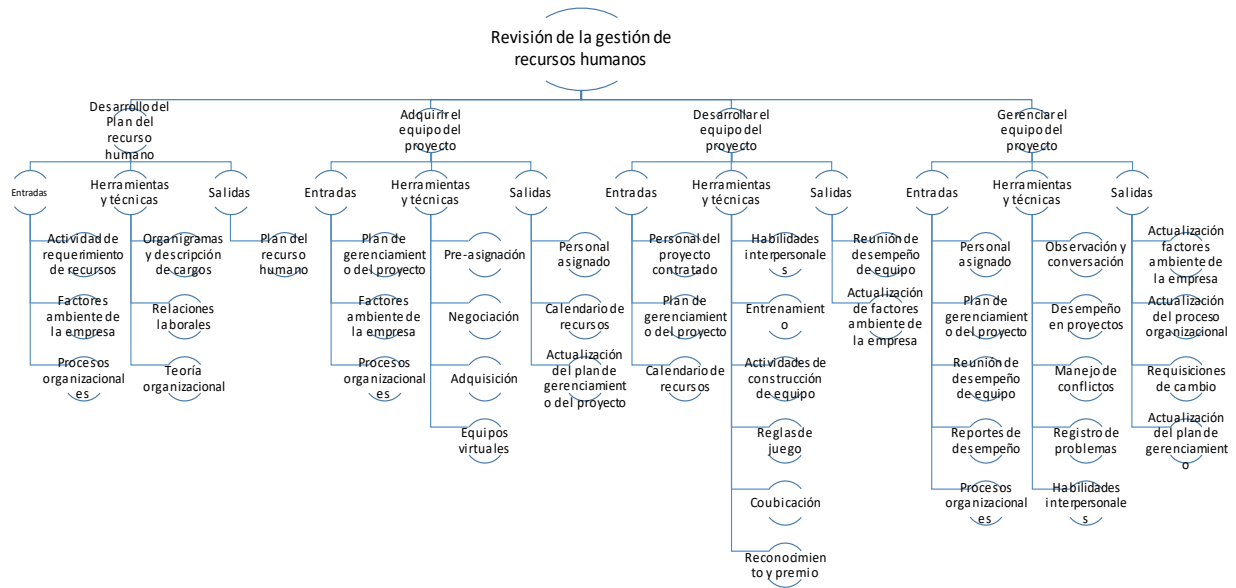 Revisión de la gestión de
recursos humanos
Desarrollo del
Plan del
recurso
humano
Adquirir el
equipo del
proyecto
Desarrollar el
equipo del
proyecto
Gerenciar el
equipo del
proyecto
Entradas
Herramientas
y técnicas
Salidas
Entradas
Herramientas
y técnicas
Salidas
Entradas
Herramientas
y técnicas
Salidas
Entradas
Herramientas
y técnicas
Salidas
Actividad de
requerimiento
de recursos
Factores
ambiente de
la empresa
Procesos
organizacional
es
Organigramas
y descripción
de cargos
Relaciones
laborales
Teoría
organizacional
Plan del
recurso
humano
Plan de
gerenciamient
o del proyecto
Factores
ambiente de
la empresa
Procesos
organizacional
es
Pre-asignación
Negociación
Adquisición
Equipos
virtuales
Personal
asignado
Calendario de
recursos
Actualización
del plan de
gerenciamient
o del proyecto
Personal del
proyecto
contratado
Plan de
gerenciamient
o del proyecto
Calendario de
recursos
Habilidades
interpersonale
s
Entrenamient
o
Actividades de
construcción
de equipo
Reglas de
juego
Coubicación
Reconocimien
to y premio
Reunión de
desempeño
de equipo
Actualización
de factores
ambiente de
la empresa
Personal
asignado
Plan de
gerenciamient
o del proyecto
Reunión de
desempeño
de equipo
Reportes de
desempeño
Procesos
organizacional
es
Observación y
conversación
Desempeño
en proyectos
Manejo de
conflictos
Registro de
problemas
Habilidades
interpersonale
s
Actualización
factores
ambiente de
la empresa
Actualización
del proceso
organizacional
Requisiciones
de cambio
Actualización
del plan de
gerenciamient
o